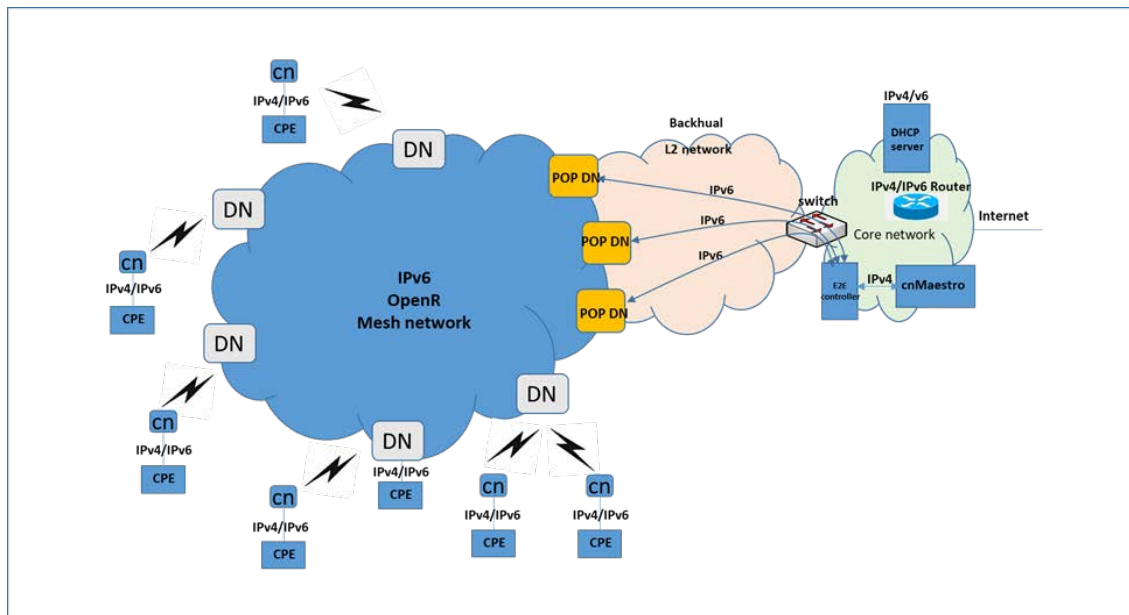 cn
IPv4/IPv6
CPE
DN
DN
cn
IPv4/IPv6
CPE
DN
cn
IPv4/IPv6
CPE
IPv6
OpenR
Mesh network
DN
DN
IPv4/IPv6
CPE
cn
IPv4/IPv6
CPE
cn
IPv4/IPv6
CPE
cn
IPv4/IPv6
CPE
POP DN
POP DN
POP DN
Backhual
L2 network
IPv6
IPv6
IPv6
switch
IPv4/v6
DHCP
server
IPv4/IPv6 Router
Core network
Internet
E2E
controller
IPv4
cnMaestro